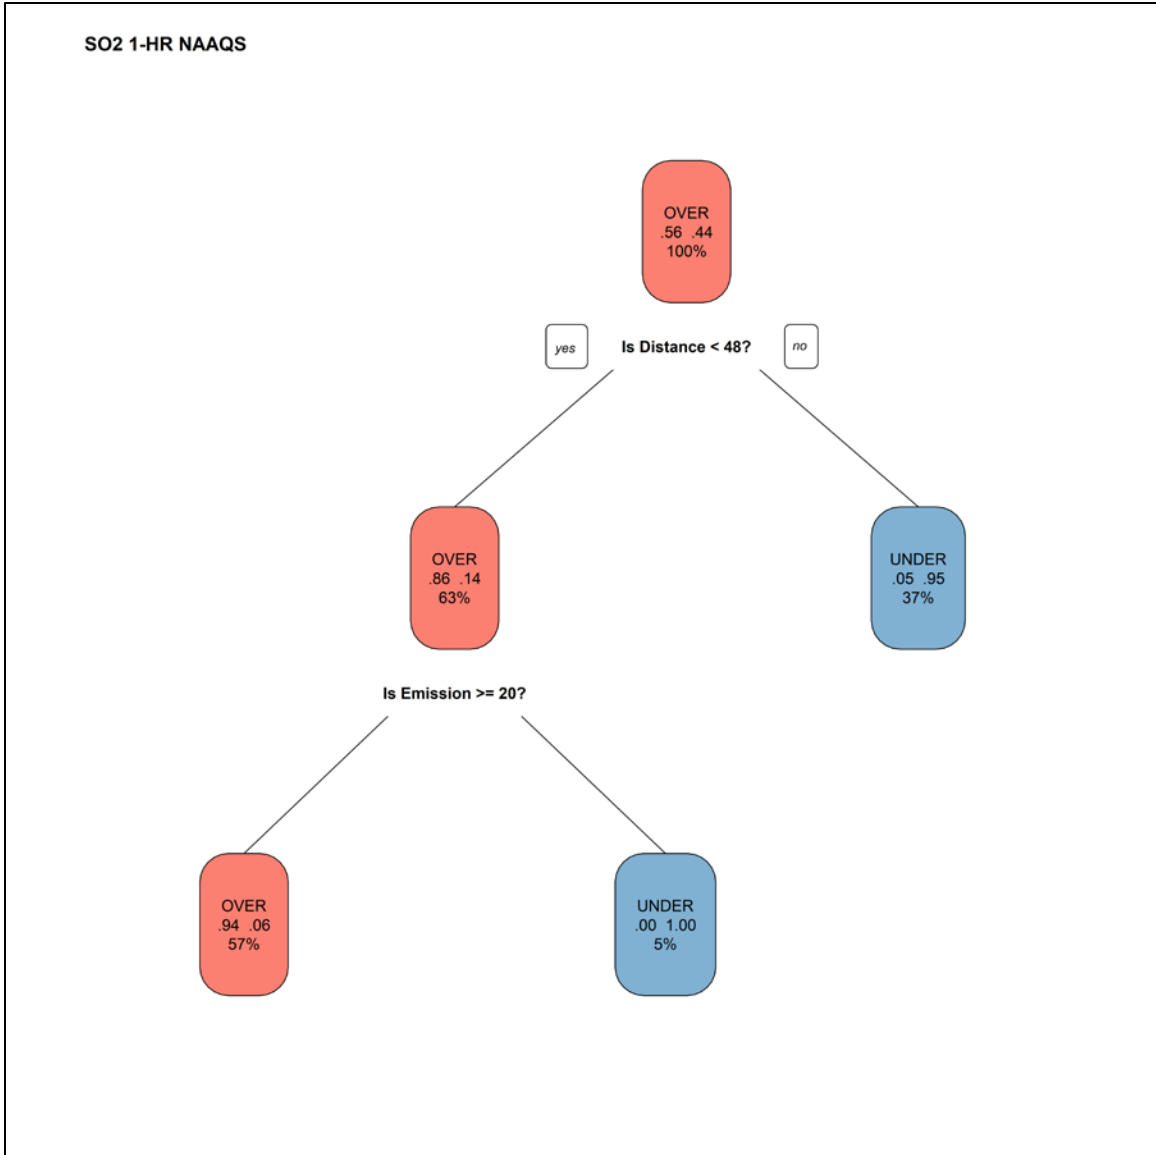 SO2 1-HR NAAQS
OVER
.56 .44
100%
yes
Is Distance < 48?
no
OVER
.86 .14
63%
UNDER
.05 .95
37%
Is Emission >= 20?
OVER
.94 .06
57%
UNDER
.00 1.00
5%